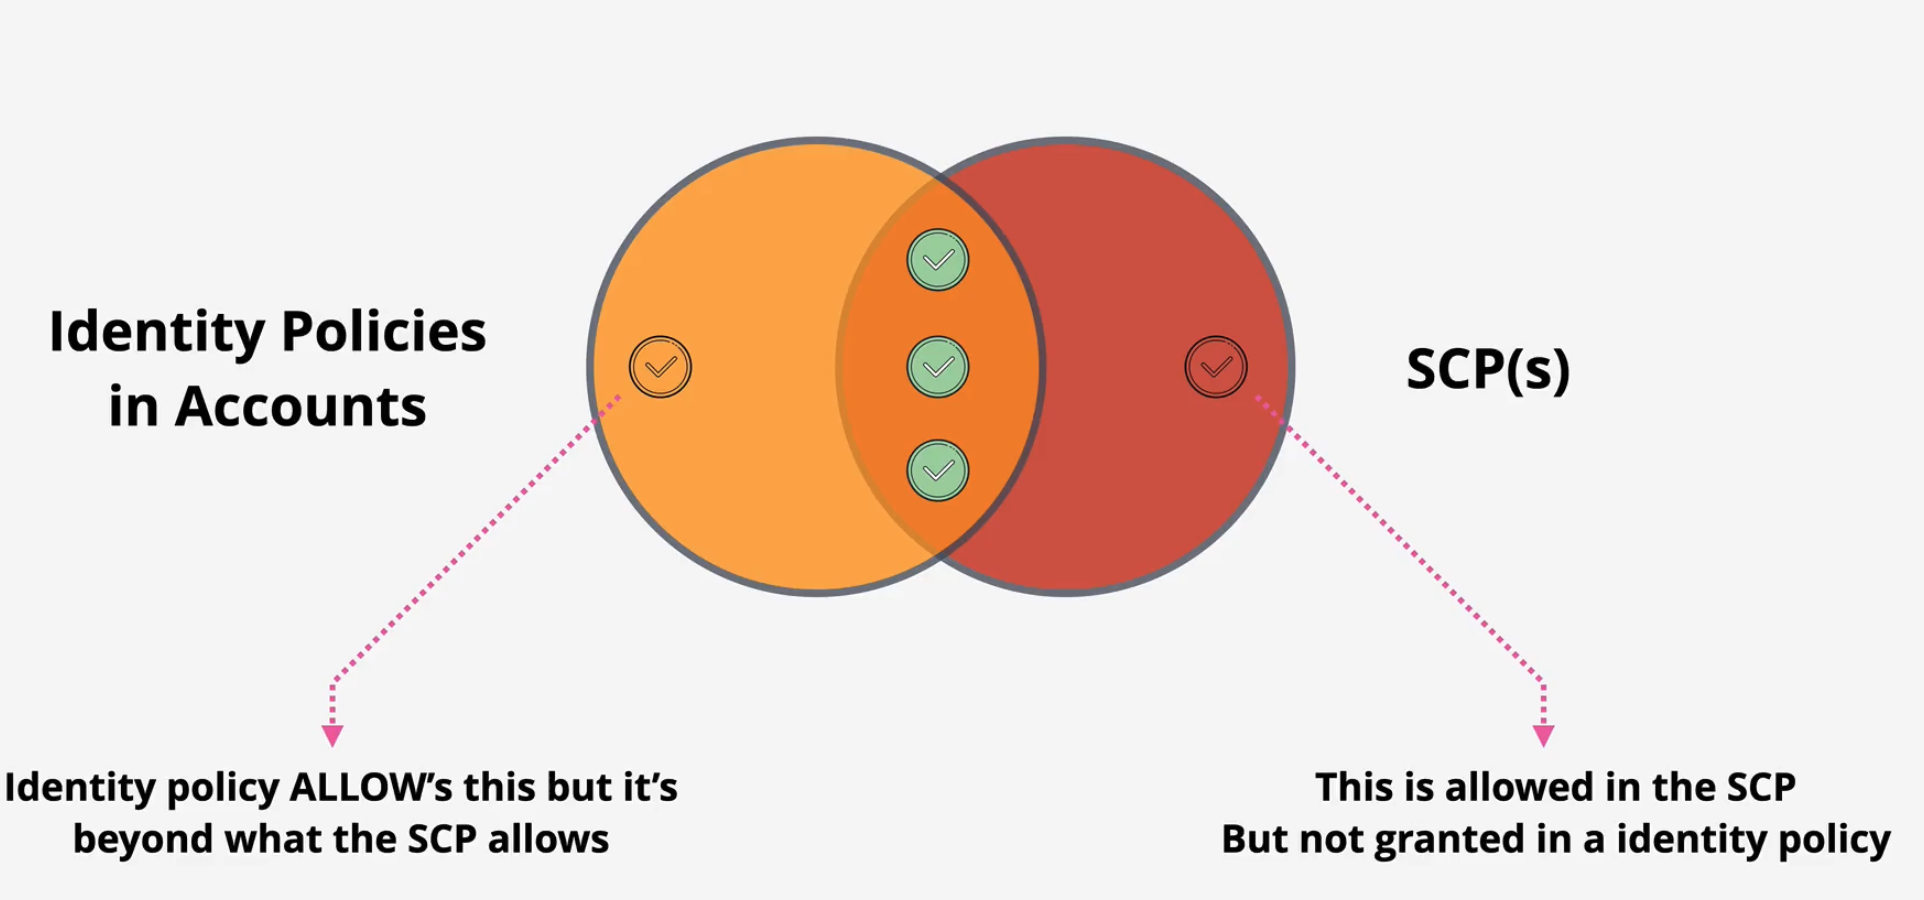 Identity Policies
in Accounts
SCP(s)
Identity policy ALLOW’s this but it’s
beyond what the SCP allows
This is allowed in the SCP
But not granted in a identity policy